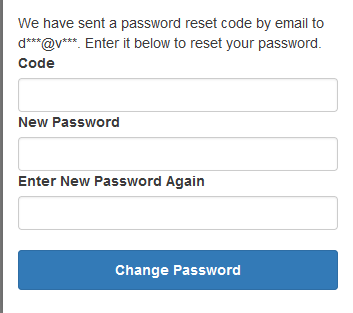 We have sent a password reset code by email to
d***@v***. Enter it below to reset your password.
Code
New Password
Enter New Password Again
Change Password